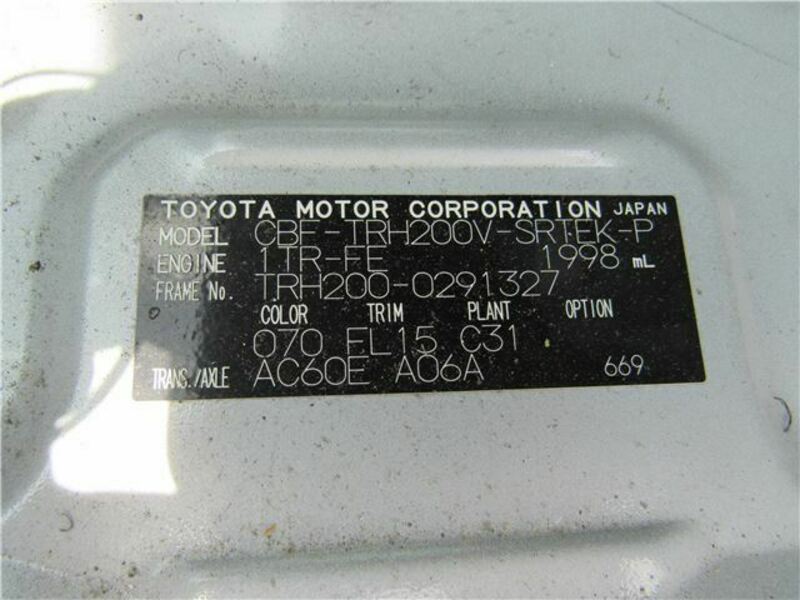 TOYOTA MOTOR CORPORATION JAPAN
MODEL CBF-TRH200V-SRTEK-P
ENGINE 1TR-FE 1998 mL
FRAME No. TRH200-0291327
COLOR TRIM PLANT OPTION
070 FL15 C31
TRANS./AXLE AC60E A06A 669